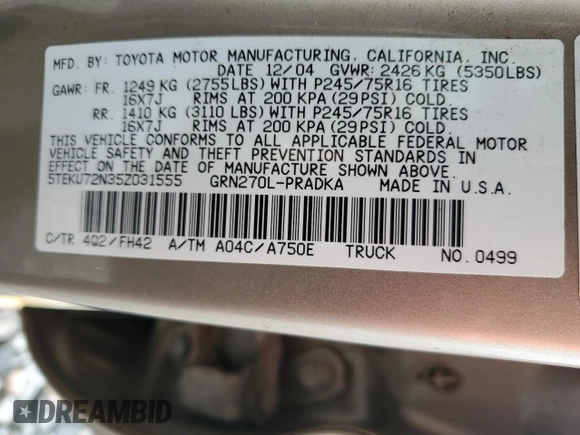 MFD. BY: TOYOTA MOTOR MANUFACTURING, CALIFORNIA, INC.
DATE 12/04 GVWR: 2426KG (5350LBS)
GAWR: FR. 1249 KG (2755LBS) WITH P245/75R16 TIRES
16X7J RIMS AT 200 KPA (29PSI) COLD.
RR. 1410 KG (3110 LBS) WITH P245/75R16 TIRES
16X7J RIMS AT 200 KPA (29PSI) COLD.
THIS VEHICLE CONFORMS TO ALL APPLICABLE FEDERAL MOTOR
VEHICLE SAFETY AND THEFT PREVENTION STANDARDS IN
EFFECT ON THE DATE OF MANUFACTURE SHOWN ABOVE.
5TEKU72N35Z031555 GRN270L-PRADKA MADE IN U.S.A.
C/TR 4Q2/FH42 A/TM A04C/A750E TRUCK NO. 0499
DREAMBID